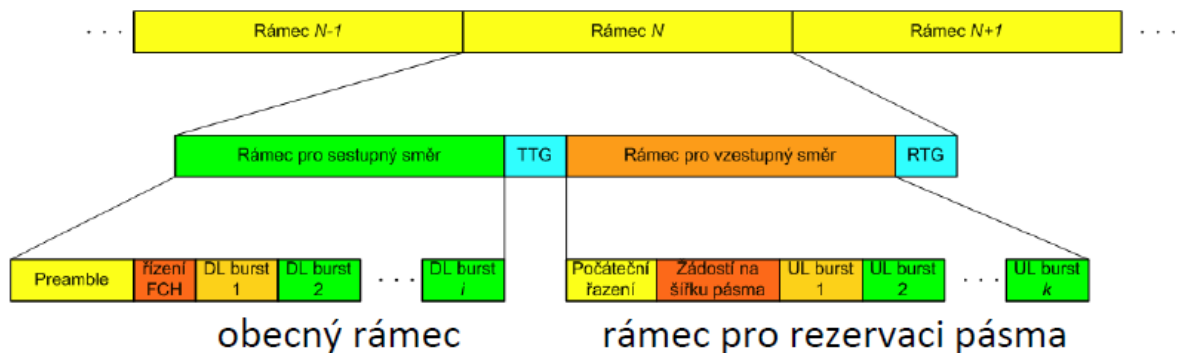 . . . Rámec N-1 Rámec N Rámec N+1 . . .
Rámec pro sestupný směr TTG Rámec pro vzestupný směr RTG
Preamble
řízení
FCH
DL burst
1
DL burst
2
. . .
DL burst
i
Počáteční
řazení
Žádostí na
šířku pásma
UL burst
1
UL burst
2
. . .
UL burst
k
obecný rámec
rámec pro rezervaci pásma